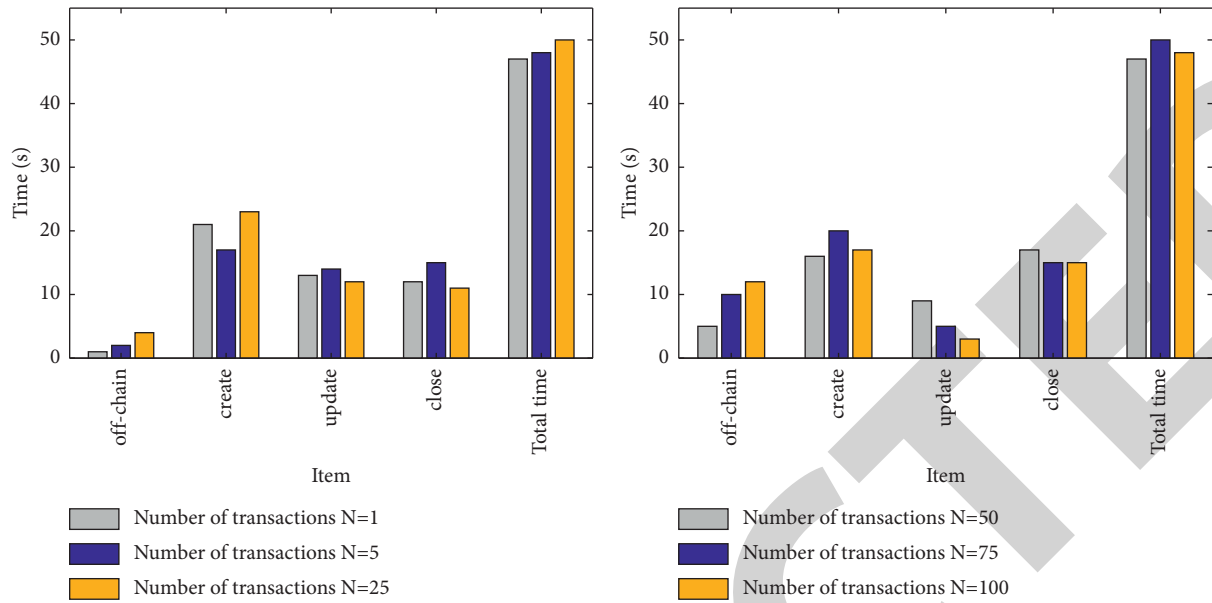 50
40
30
20
10
0
Time (s)
off-chain
create
update
close
Total time
Item
Number of transactions N=1
Number of transactions N=5
Number of transactions N=25
50
40
30
20
10
0
Time (s)
off-chain
create
update
close
Total time
Item
Number of transactions N=50
Number of transactions N=75
Number of transactions N=100